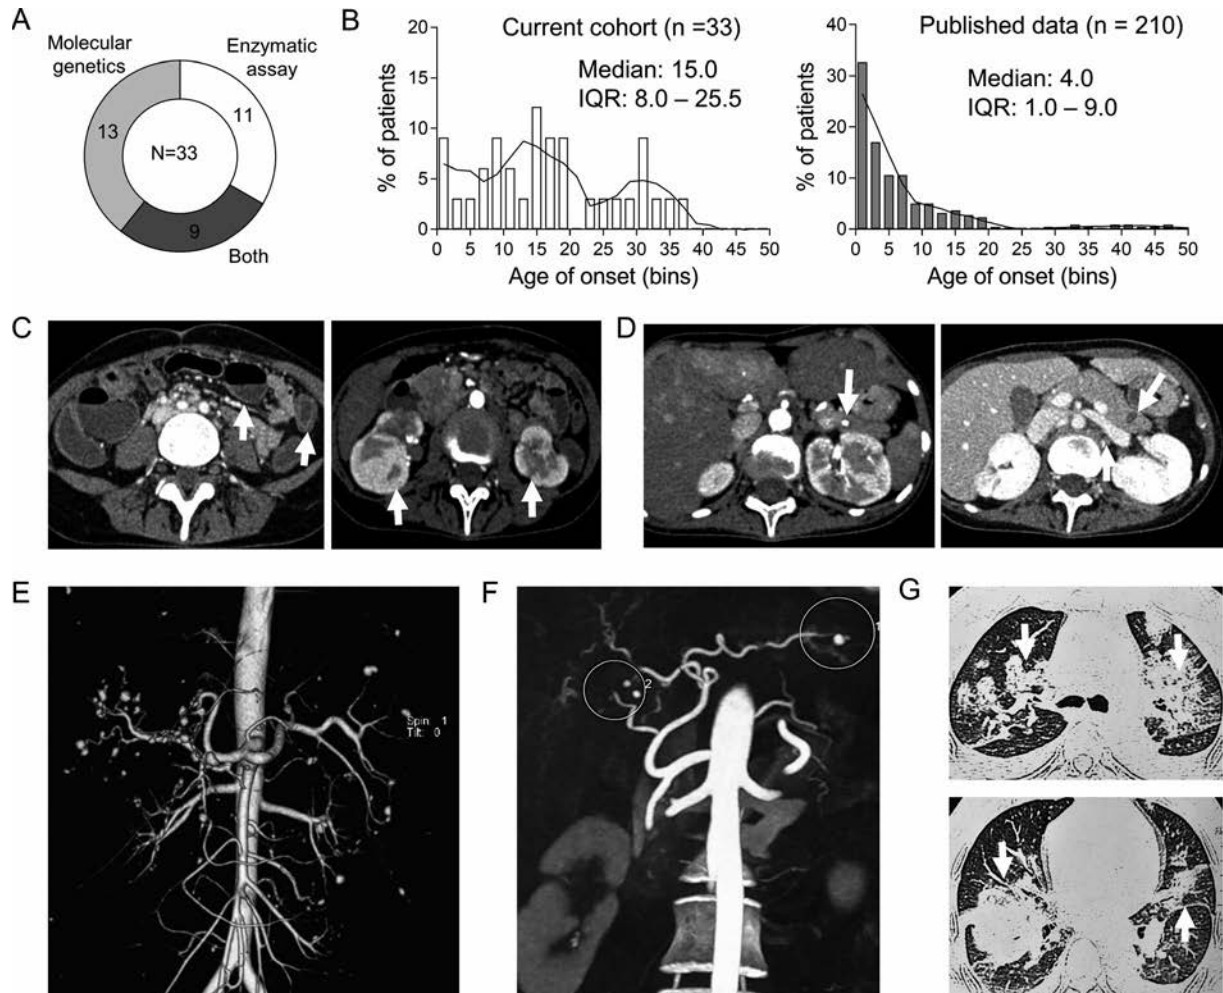 A
Molecular
genetics
Enzymatic
assay
13
11
N=33
9
Both
B
Current cohort (n =33)
Median: 15.0
IQR: 8.0 – 25.5
% of patients
20
15
10
5
0
0 5 10 15 20 25 30 35 40 45 50
Age of onset (bins)
Published data (n = 210)
Median: 4.0
IQR: 1.0 – 9.0
% of patients
40
30
20
10
0
0 5 10 15 20 25 30 35 40 45 50
Age of onset (bins)
C
D
E
Spin: 1
Tilt: 0
F
1
2
G